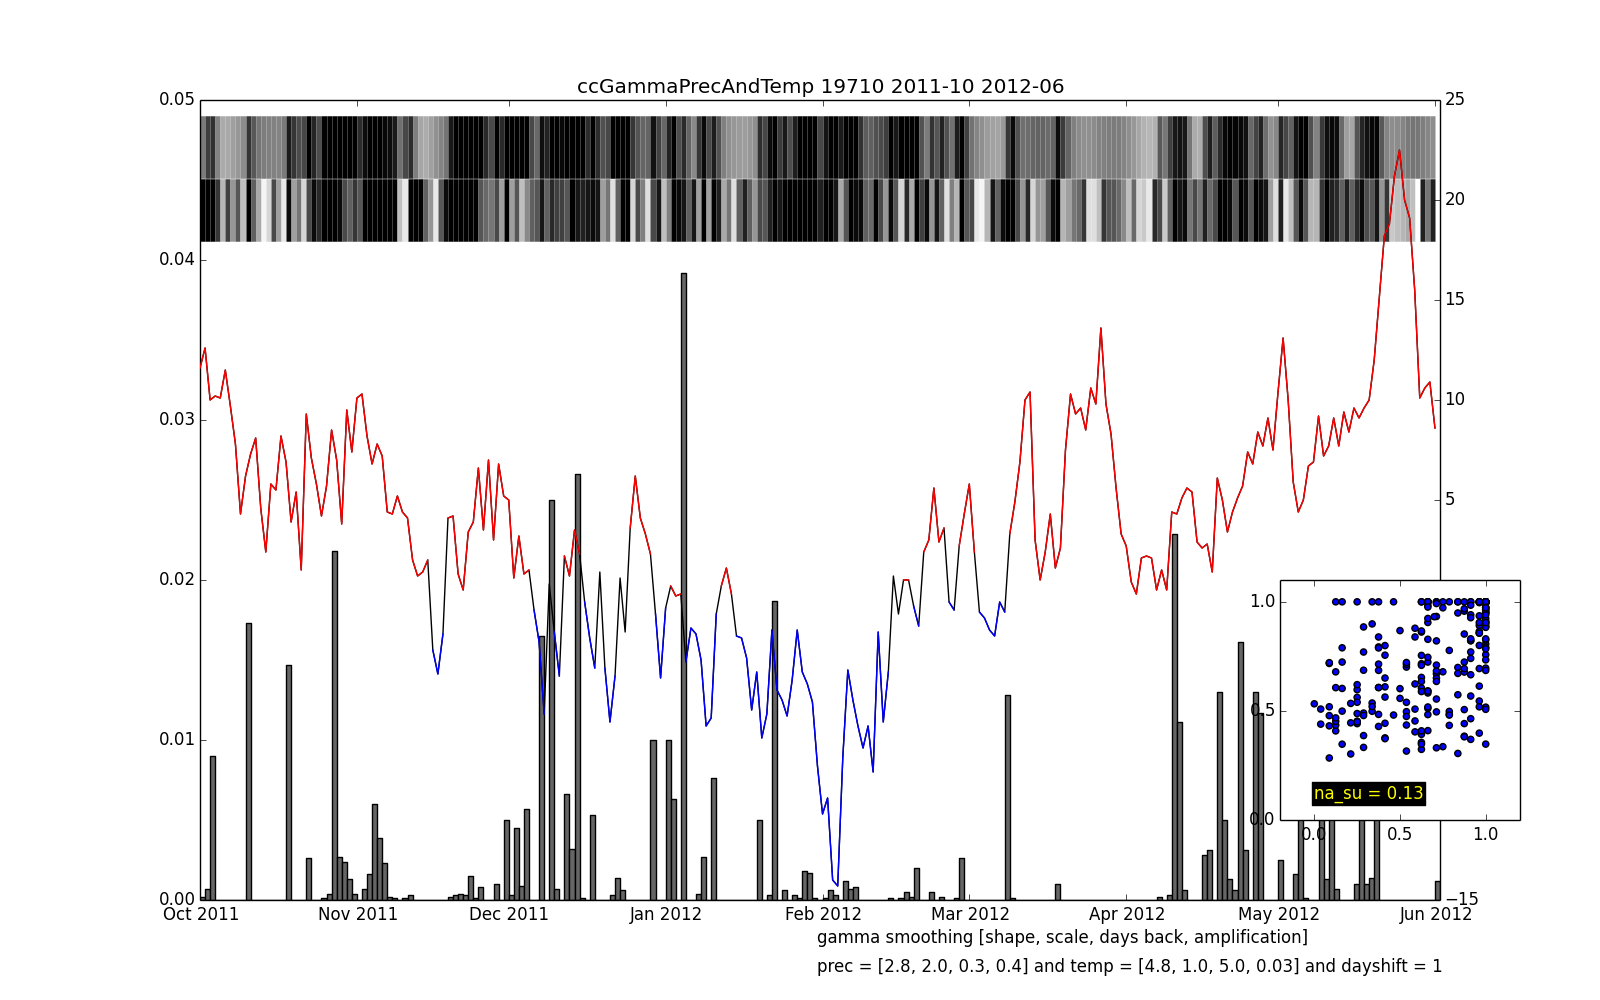 ccGammaPrecAndTemp 19710 2011-10 2012-06
0.05
0.04
0.03
0.02
0.01
0.00
25
20
15
10
5
−15
1.0
0.5
0.0
na_su = 0.13
0.0 0.5 1.0
Oct 2011 Nov 2011 Dec 2011 Jan 2012 Feb 2012 Mar 2012 Apr 2012 May 2012 Jun 2012
gamma smoothing [shape, scale, days back, amplification]
prec = [2.8, 2.0, 0.3, 0.4] and temp = [4.8, 1.0, 5.0, 0.03] and dayshift = 1